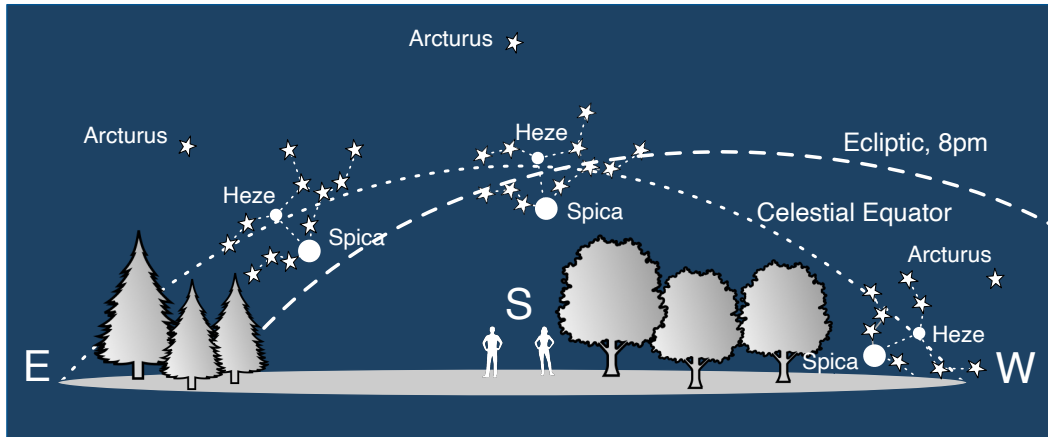 Arcturus
Arcturus
Heze
Ecliptic, 8pm
Heze
Spica
Celestial Equator
Spica
Arcturus
S
Heze
Spica
E
W